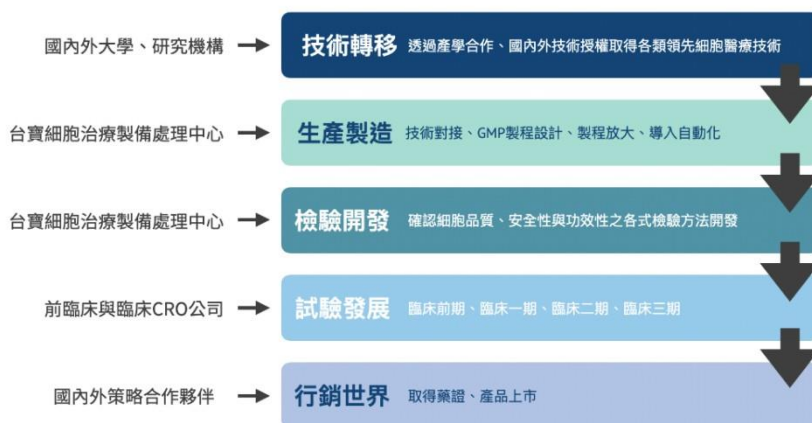 國內外大學、研究機構
技術轉移 透過產學合作、國內外技術授權取得各類領先細胞醫療技術
台寶細胞治療製備處理中心
生產製造 技術對接、GMP製程設計、製程放大、導入自動化
台寶細胞治療製備處理中心
檢驗開發 確認細胞品質、安全性與功效性之各式檢驗方法開發
前臨床與臨床CRO公司
試驗發展 臨床前期、臨床一期、臨床二期、臨床三期
國內外策略合作夥伴
行銷世界 取得藥證、產品上市